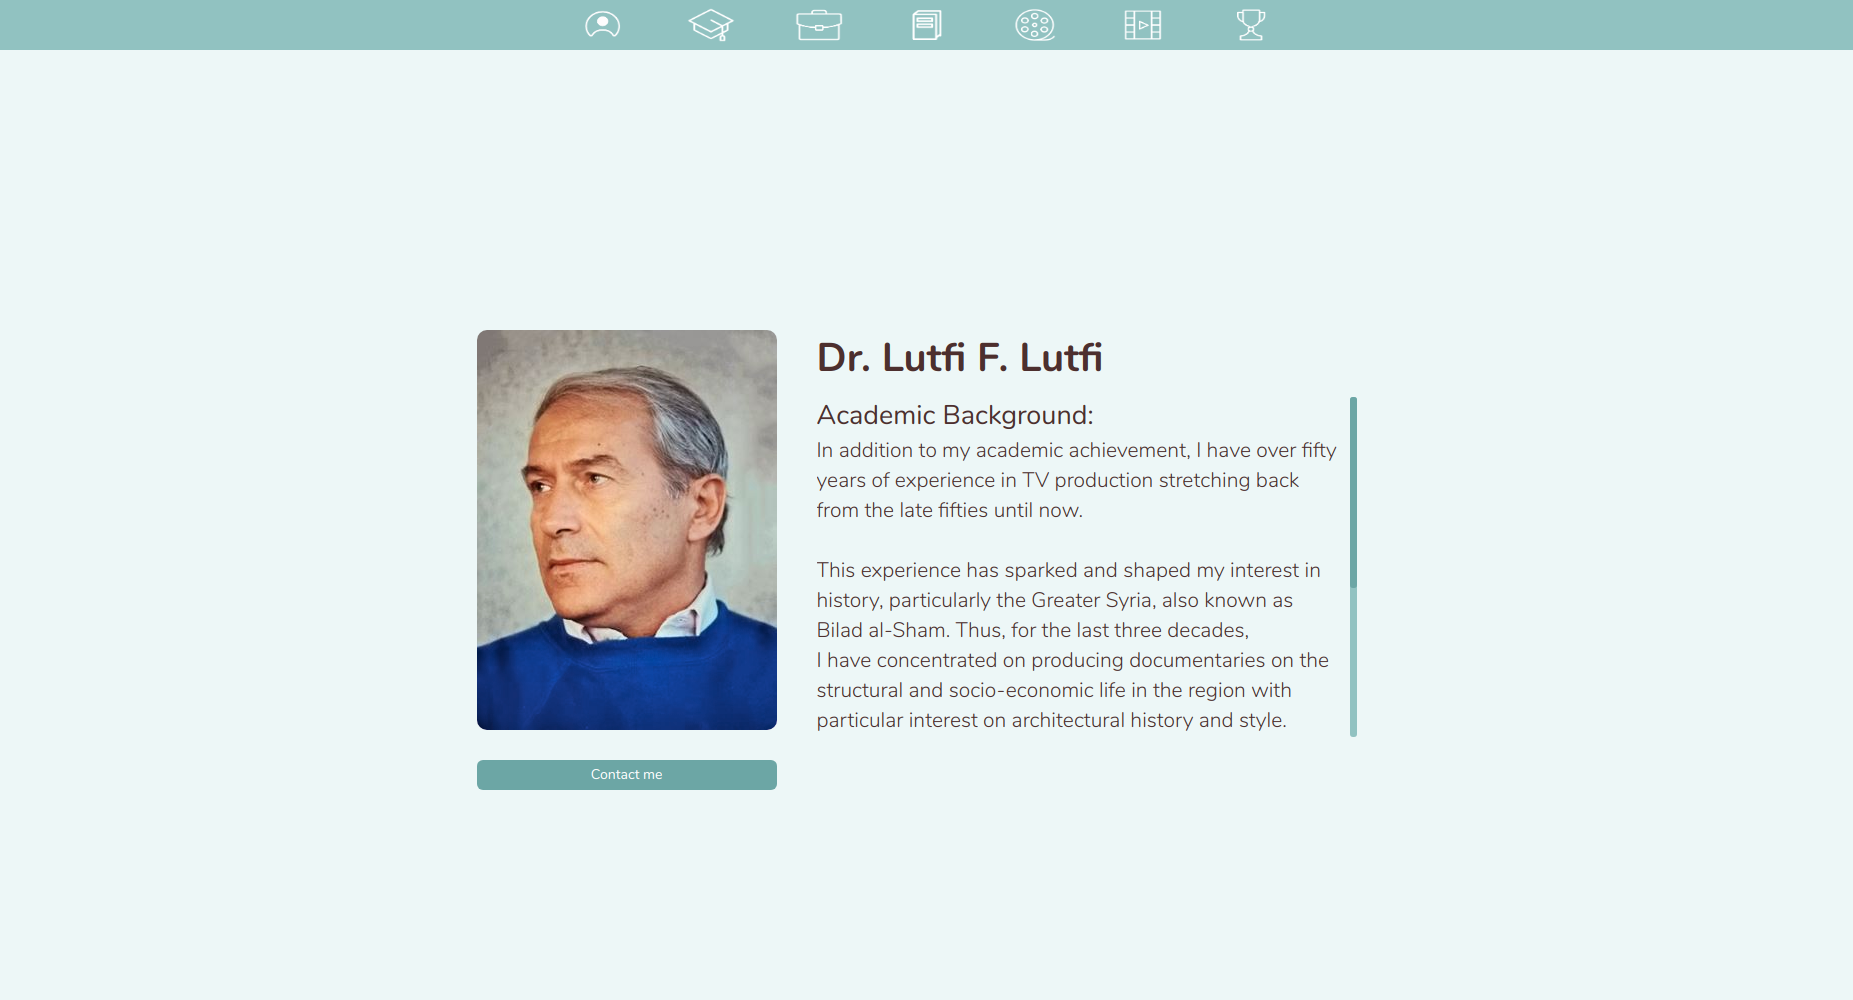 Dr. Lutfi F. Lutfi
Academic Background:
In addition to my academic achievement, I have over fifty
years of experience in TV production stretching back
from the late fifties until now.
This experience has sparked and shaped my interest in
history, particularly the Greater Syria, also known as
Bilad al-Sham. Thus, for the last three decades,
I have concentrated on producing documentaries on the
structural and socio-economic life in the region with
particular interest on architectural history and style.
Contact me